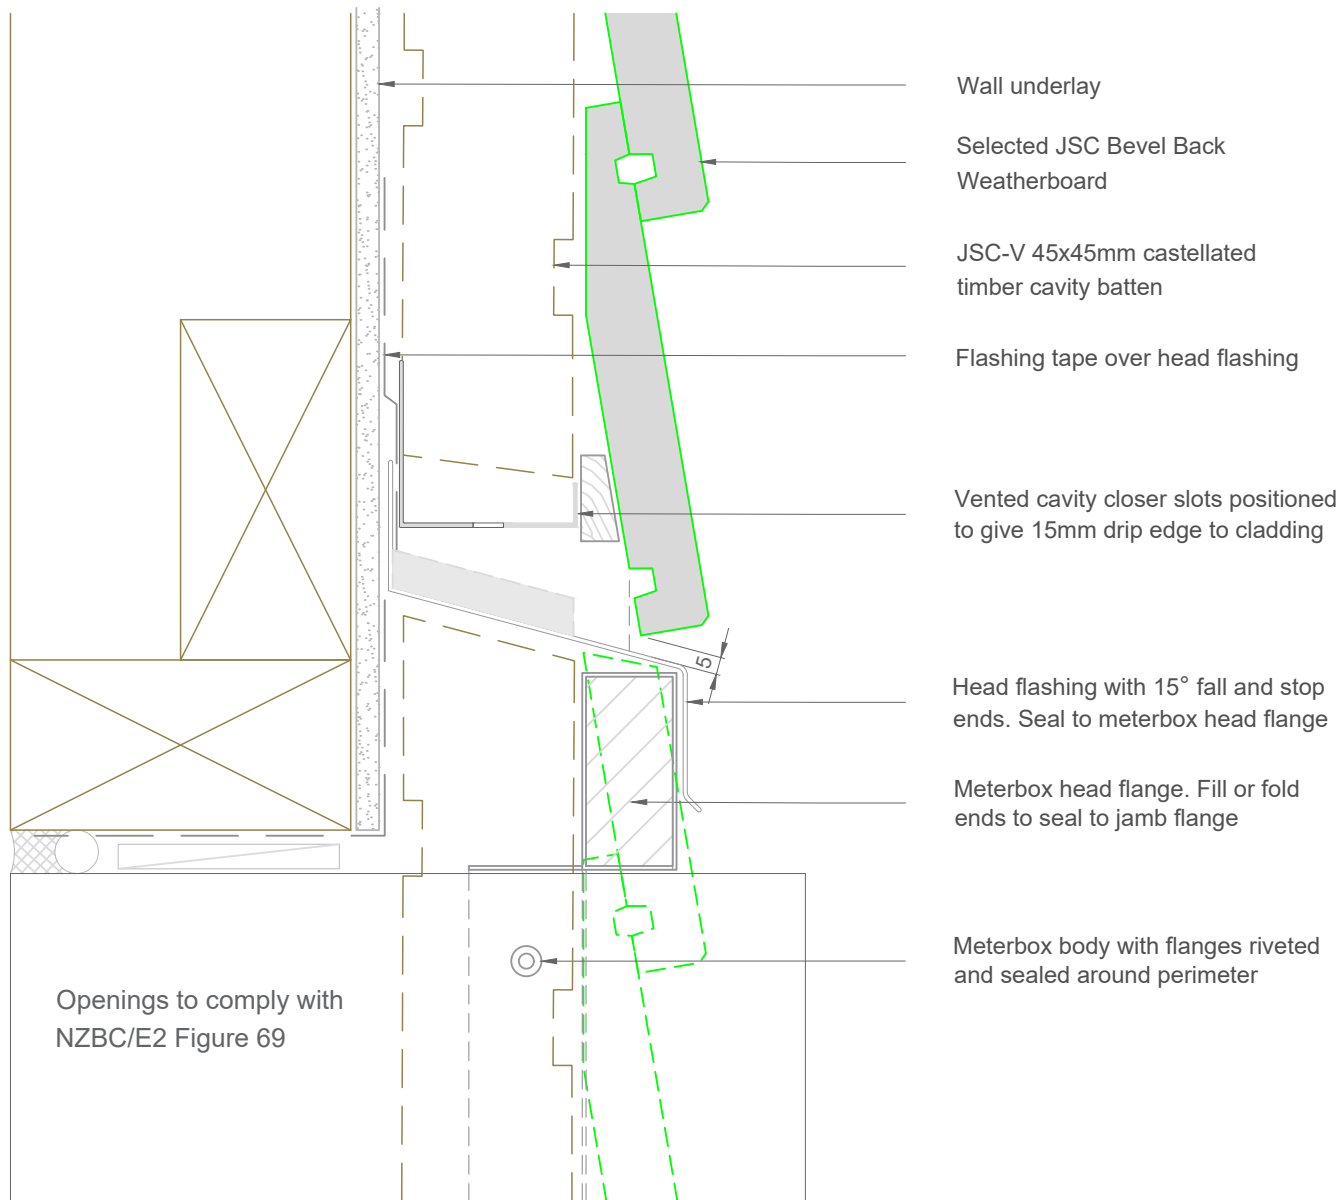 Wall underlay
Selected JSC Bevel Back
Weatherboard
JSC-V 45x45mm castellated
timber cavity batten
Flashing tape over head flashing
Vented cavity closer slots positioned
to give 15mm drip edge to cladding
5
Head flashing with 15° fall and stop
ends. Seal to meterbox head flange
Meterbox head flange. Fill or fold
ends to seal to jamb flange
Meterbox body with flanges riveted
and sealed around perimeter
Openings to comply with
NZBC/E2 Figure 69